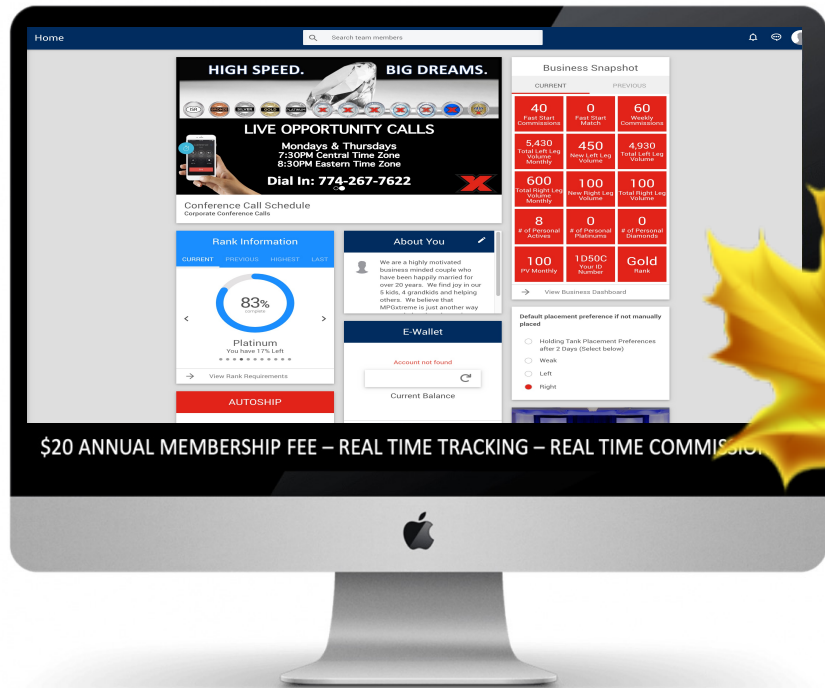 Home
Search team members
HIGH SPEED. BIG DREAMS.
ISR BRONZE SILVER GOLD PLATINUM
LIVE OPPORTUNITY CALLS
Mondays & Thursdays
7:30PM Central Time Zone
8:30PM Eastern Time Zone
Dial In: 774-267-7622
Conference Call Schedule
Corporate Conference Calls
Business Snapshot
CURRENT PREVIOUS
40
Fast Start
Commissions
0
Fast Start
Match
60
Weekly
Commissions
5,430
Total Left Leg
Volume
Monthly
450
New Left Leg
Volume
4,930
Total Left Leg
Volume
600
Total Right Leg
Volume
Monthly
100
New Right Leg
Volume
100
Total Right Leg
Volume
8
# of Personal
Actives
0
# of Personal
Platinums
0
# of Personal
Diamonds
100
PV Monthly
1D50C
Your ID
Number
Gold
Rank
View Business Dashboard
Rank Information
CURRENT PREVIOUS HIGHEST LAST
83%
complete
Platinum
You have 17% Left
View Rank Requirements
AUTOSHIP
About You
We are a highly motivated
business minded couple who
have been happily married for
over 20 years. We find joy in our
5 kids, 4 grandkids and helping
others. We believe that
MPGxtreme is just another way
E-Wallet
Account not found
Current Balance
Default placement preference if not manually
placed
Holding Tank Placement Preferences
after 2 Days (Select below)
Weak
Left
Right
$20 ANNUAL MEMBERSHIP FEE – REAL TIME TRACKING – REAL TIME